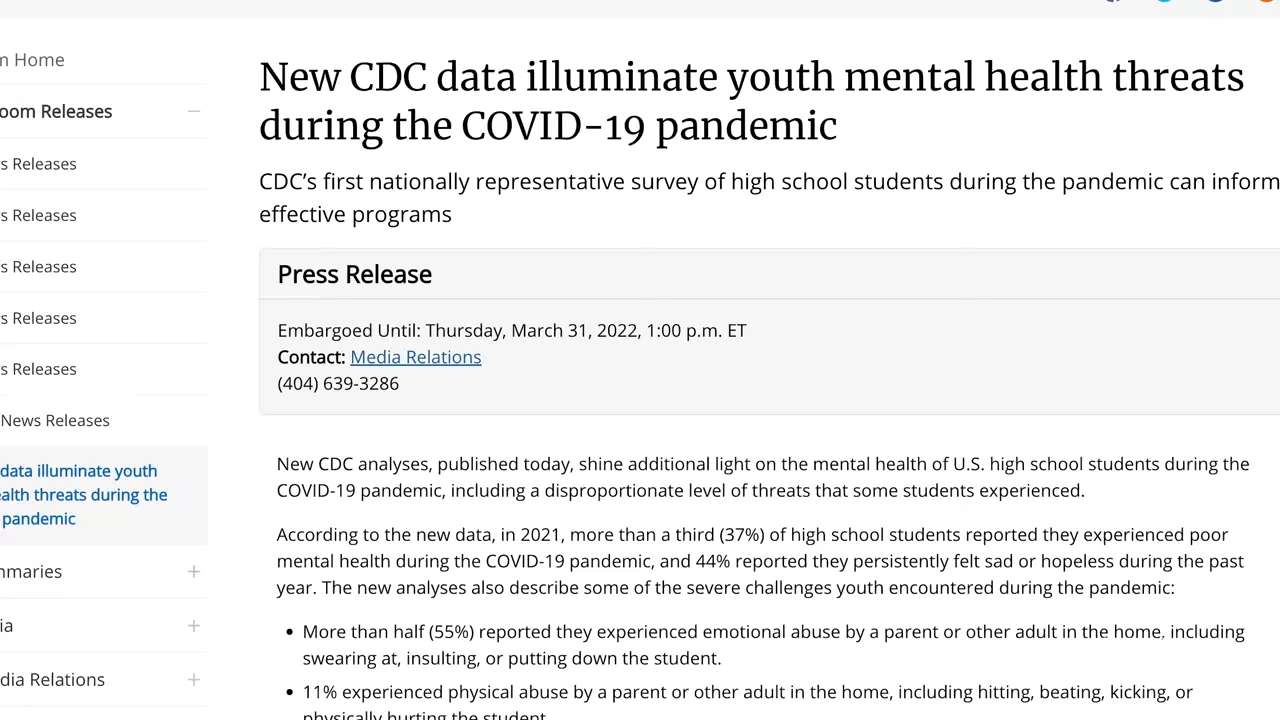 m Home
oom Releases
s Releases
s Releases
s Releases
s Releases
s Releases
News Releases
data illuminate youth
ealth threats during the
pandemic
mmaries
ia
dia Relations
New CDC data illuminate youth mental health threats
during the COVID-19 pandemic
CDC’s first nationally representative survey of high school students during the pandemic can inform
effective programs
Press Release
Embargoed Until: Thursday, March 31, 2022, 1:00 p.m. ET
Contact: Media Relations
(404) 639-3286
New CDC analyses, published today, shine additional light on the mental health of U.S. high school students during the
COVID-19 pandemic, including a disproportionate level of threats that some students experienced.
According to the new data, in 2021, more than a third (37%) of high school students reported they experienced poor
mental health during the COVID-19 pandemic, and 44% reported they persistently felt sad or hopeless during the past
year. The new analyses also describe some of the severe challenges youth encountered during the pandemic:
• More than half (55%) reported they experienced emotional abuse by a parent or other adult in the home, including
swearing at, insulting, or putting down the student.
• 11% experienced physical abuse by a parent or other adult in the home, including hitting, beating, kicking, or
physically hurting the student.